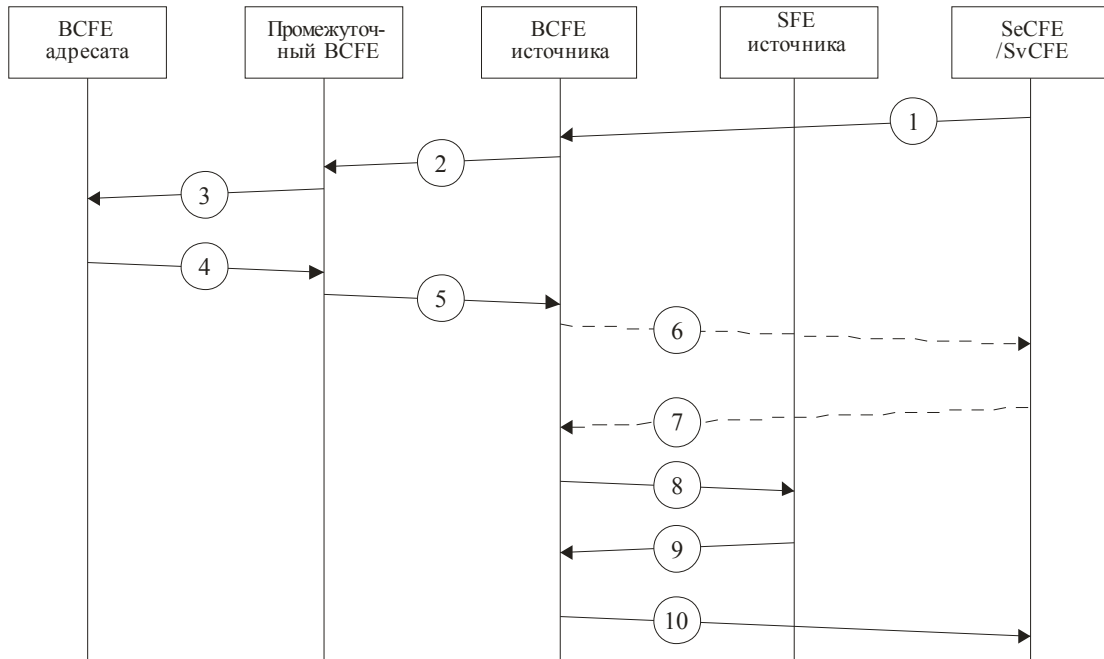 BCFE
адресата
Промежуточ-
ный BCFE
BCFE
источника
SFE
источника
SeCFE
/SvCFE
1
2
3
4
5
6
7
8
9
10